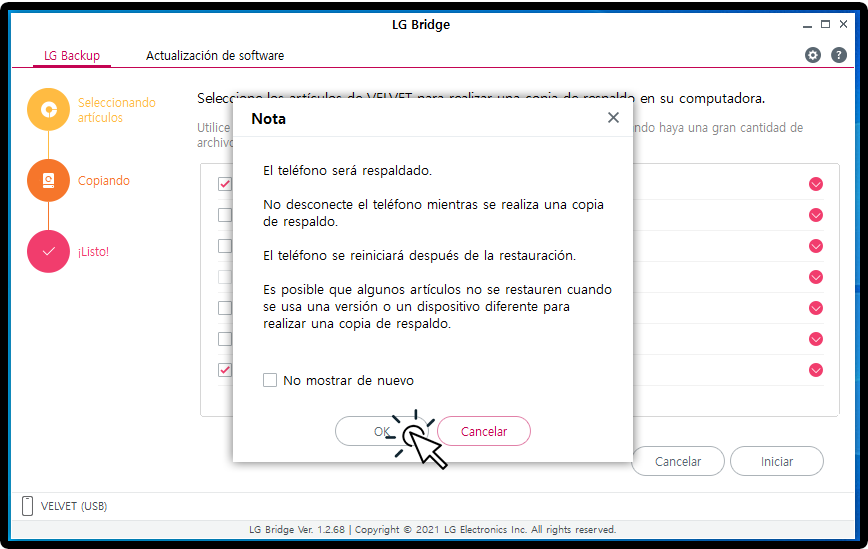 LG Bridge
LG Backup
Actualización de software
Seleccionando
artículos
Copiando
¡Listo!
Seleccione los artículos de VELVET para realizar una copia de respaldo en su computadora.
Utilice
haya una gran cantidad de
Nota
El teléfono será respaldado.
No desconecte el teléfono mientras se realiza una copia
de respaldo.
El teléfono se reiniciará después de la restauración.
Es posible que algunos artículos no se restauren cuando
se usa una versión o un dispositivo diferente para
realizar una copia de respaldo.
No mostrar de nuevo
OK
Cancelar
Cancelar
Iniciar
VELVET (USB)
LG Bridge Ver. 1.2.68 | Copyright © 2021 LG Electronics Inc. All rights reserved.